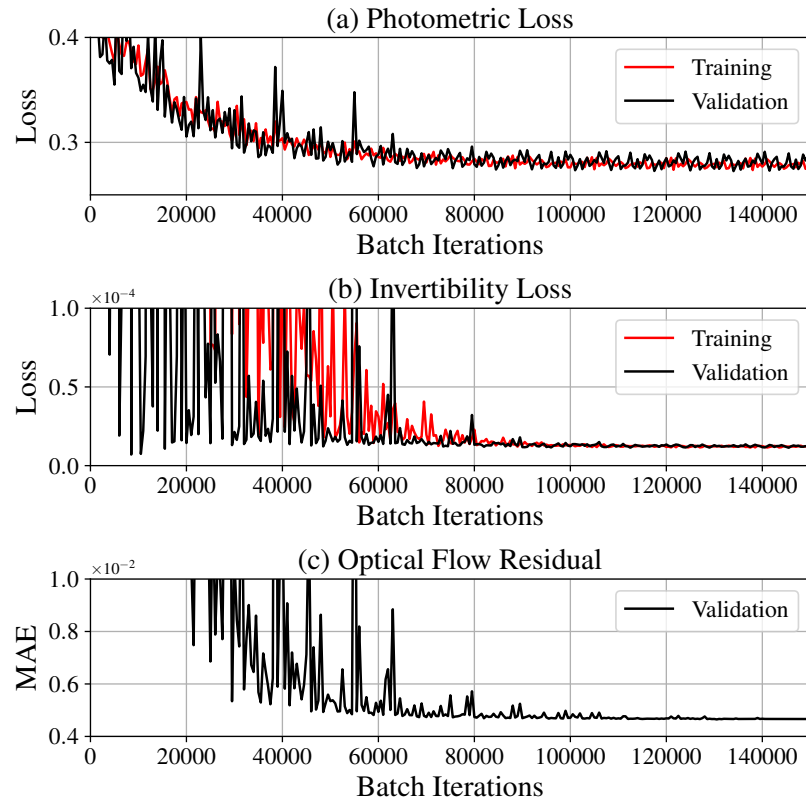 (a) Photometric Loss
0.4
0.3
Loss
Training
Validation
0 20000 40000 60000 80000 100000 120000 140000
Batch Iterations
(b) Invertibility Loss
×10⁻⁴
1.0
0.5
0.0
Loss
Training
Validation
0 20000 40000 60000 80000 100000 120000 140000
Batch Iterations
(c) Optical Flow Residual
×10⁻²
1.0
0.8
0.6
0.4
MAE
Validation
0 20000 40000 60000 80000 100000 120000 140000
Batch Iterations